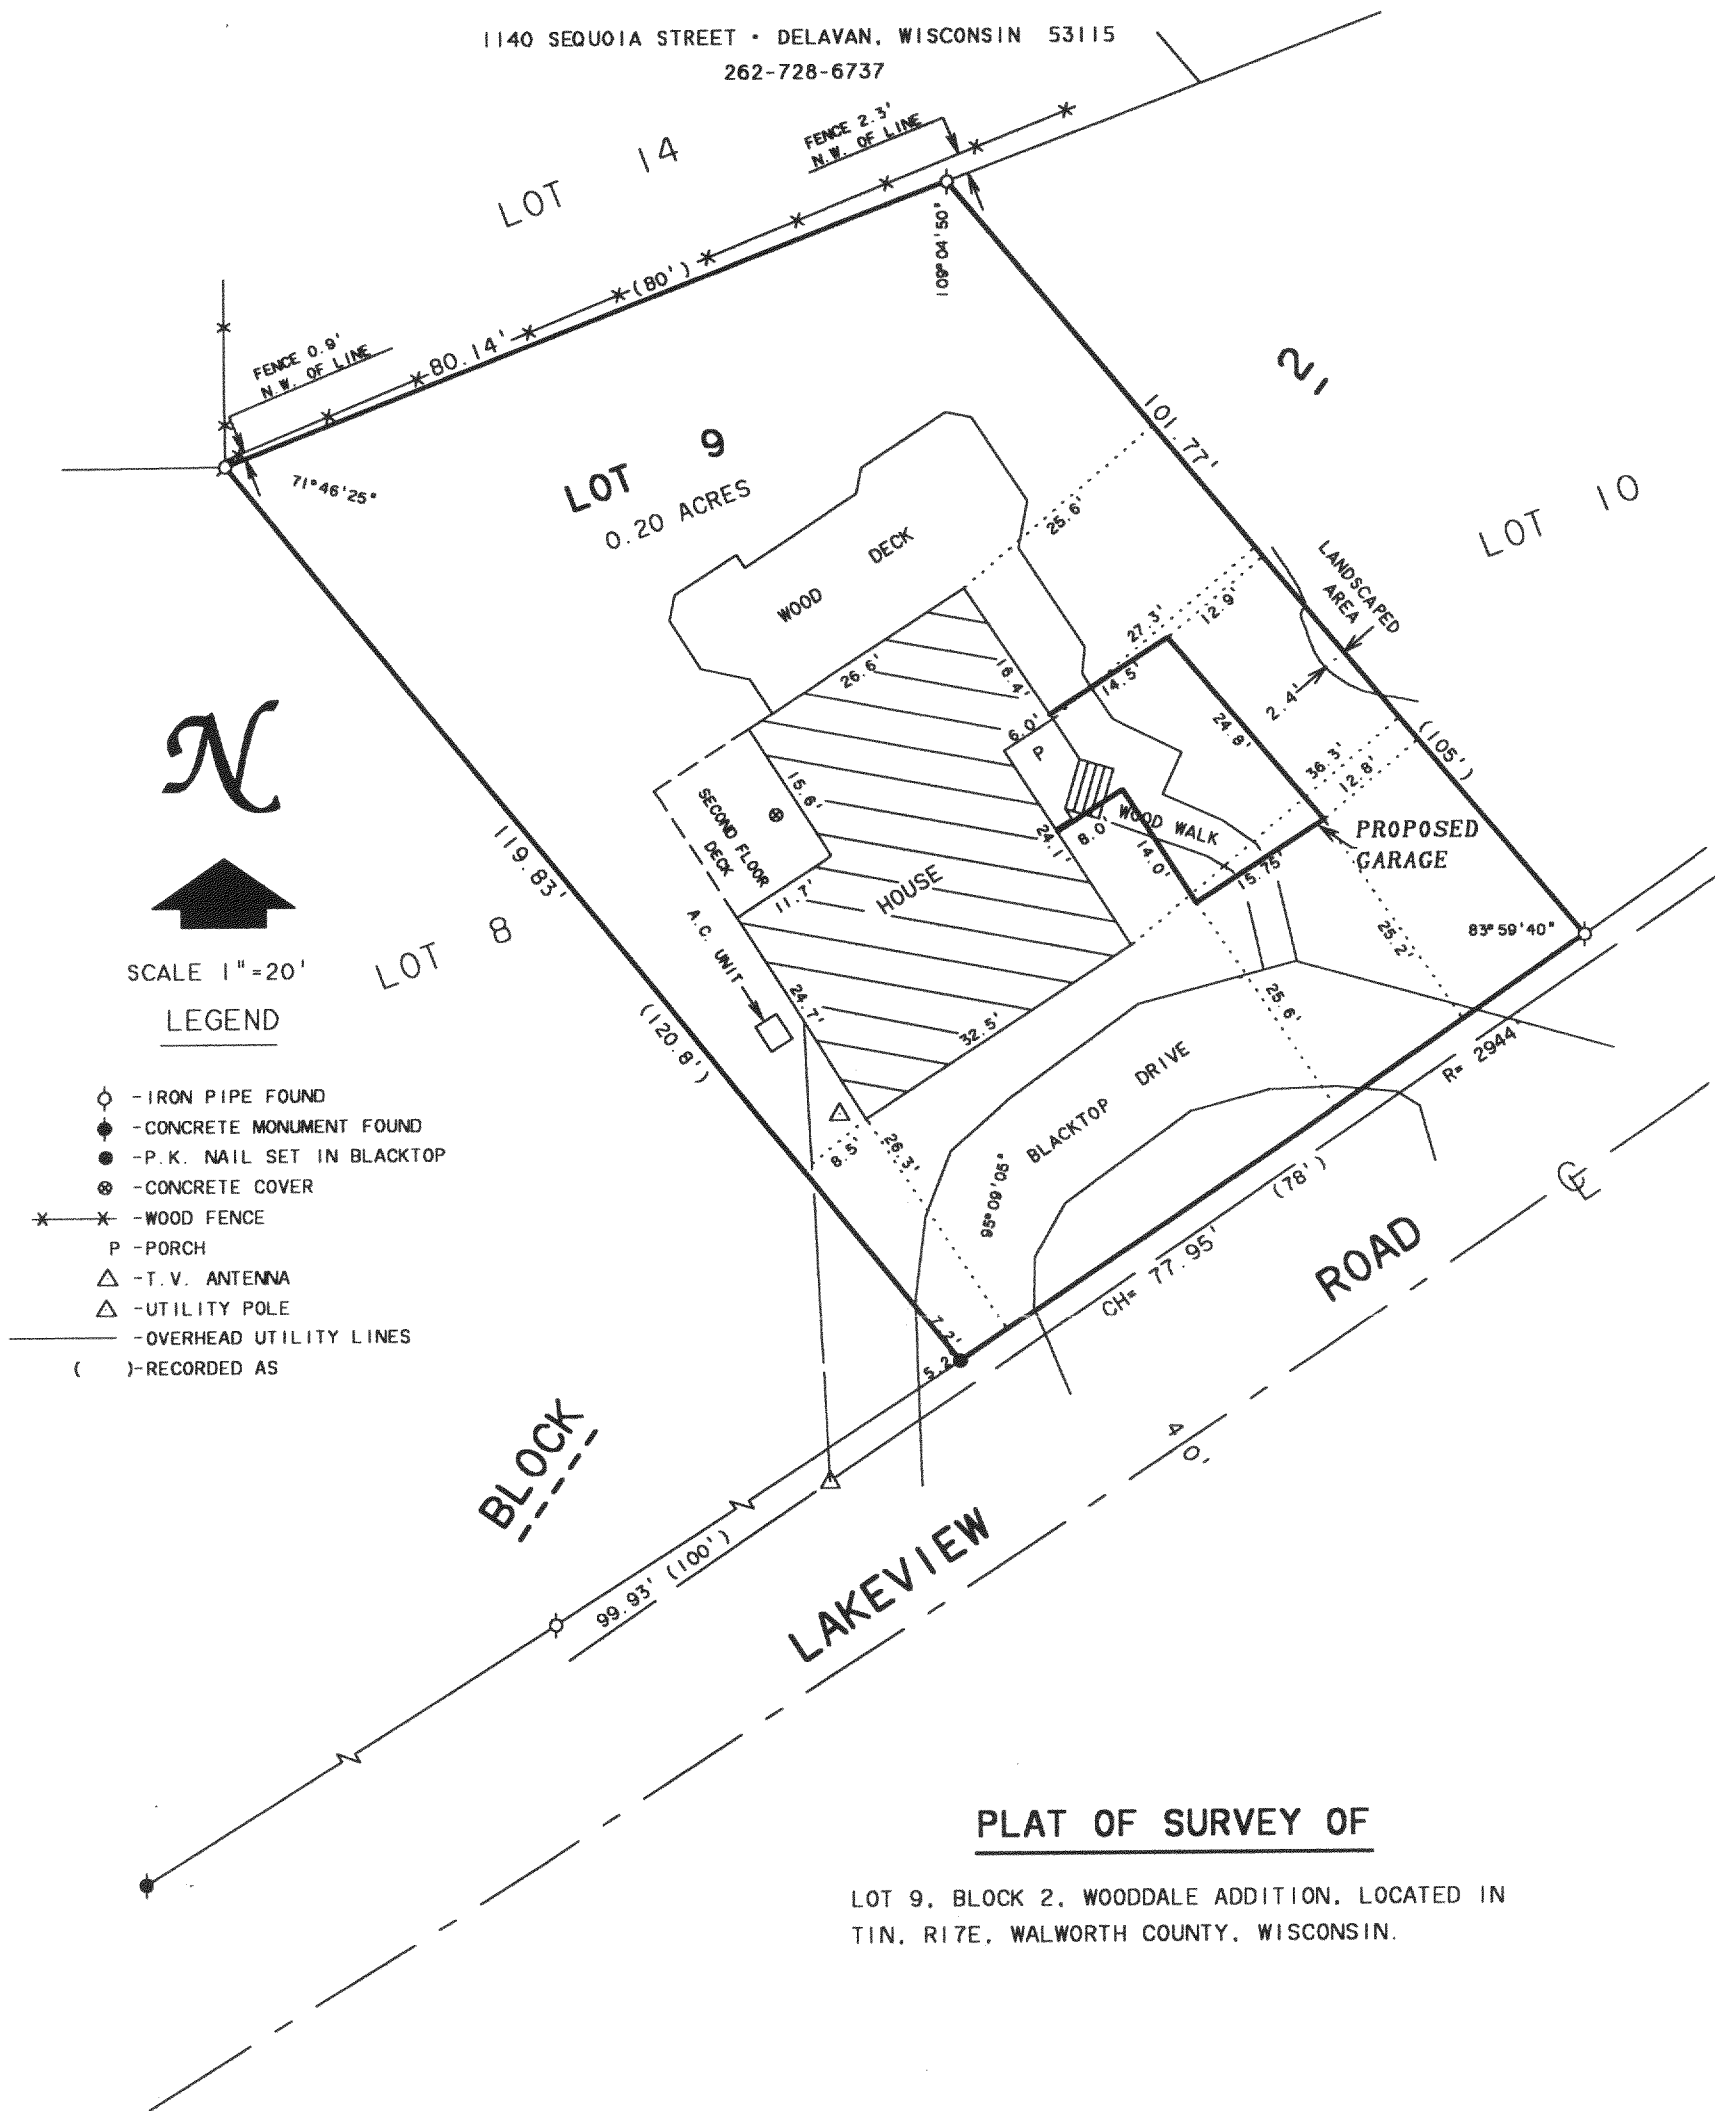 1140 SEQUOIA STREET • DELAVAN, WISCONSIN 53115
262-728-6737
FENCE 2.3'
N.W. OF LINE
LOT 14
109°04'50"
(80')
80.14'
FENCE 0.9'
N.W. OF LINE
71°46'25"
LOT 9
0.20 ACRES
2,
101.77'
LOT 10
WOOD DECK
25.6'
LANDSCAPED
AREA
27.3'
12.9'
26.6'
16.4'
14.5'
6.0'
P
24.8'
2.4'
(105')
36.3'
12.8'
N
15.6'
SECOND FLOOR
DECK
24.1'
8.0'
WOOD WALK
14.0'
15.75'
PROPOSED
GARAGE
119.83'
11.7'
HOUSE
A.C. UNIT
LOT 8
25.2'
83°59'40"
SCALE 1"=20'
LEGEND
24.7'
32.5'
25.6'
(120.8')
BLACKTOP DRIVE
R= 2944'
8.5'
26.3'
95°09'05"
(78')
CH= 77.95'
7.2'
5.2'
- IRON PIPE FOUND
-CONCRETE MONUMENT FOUND
-P.K. NAIL SET IN BLACKTOP
-CONCRETE COVER
-WOOD FENCE
P -PORCH
-T.V. ANTENNA
-UTILITY POLE
-OVERHEAD UTILITY LINES
( )-RECORDED AS
BLOCK
99.93' (100')
LAKEVIEW ROAD
CL
40'
PLAT OF SURVEY OF
LOT 9, BLOCK 2, WOODDALE ADDITION, LOCATED IN
T1N, R17E, WALWORTH COUNTY, WISCONSIN.